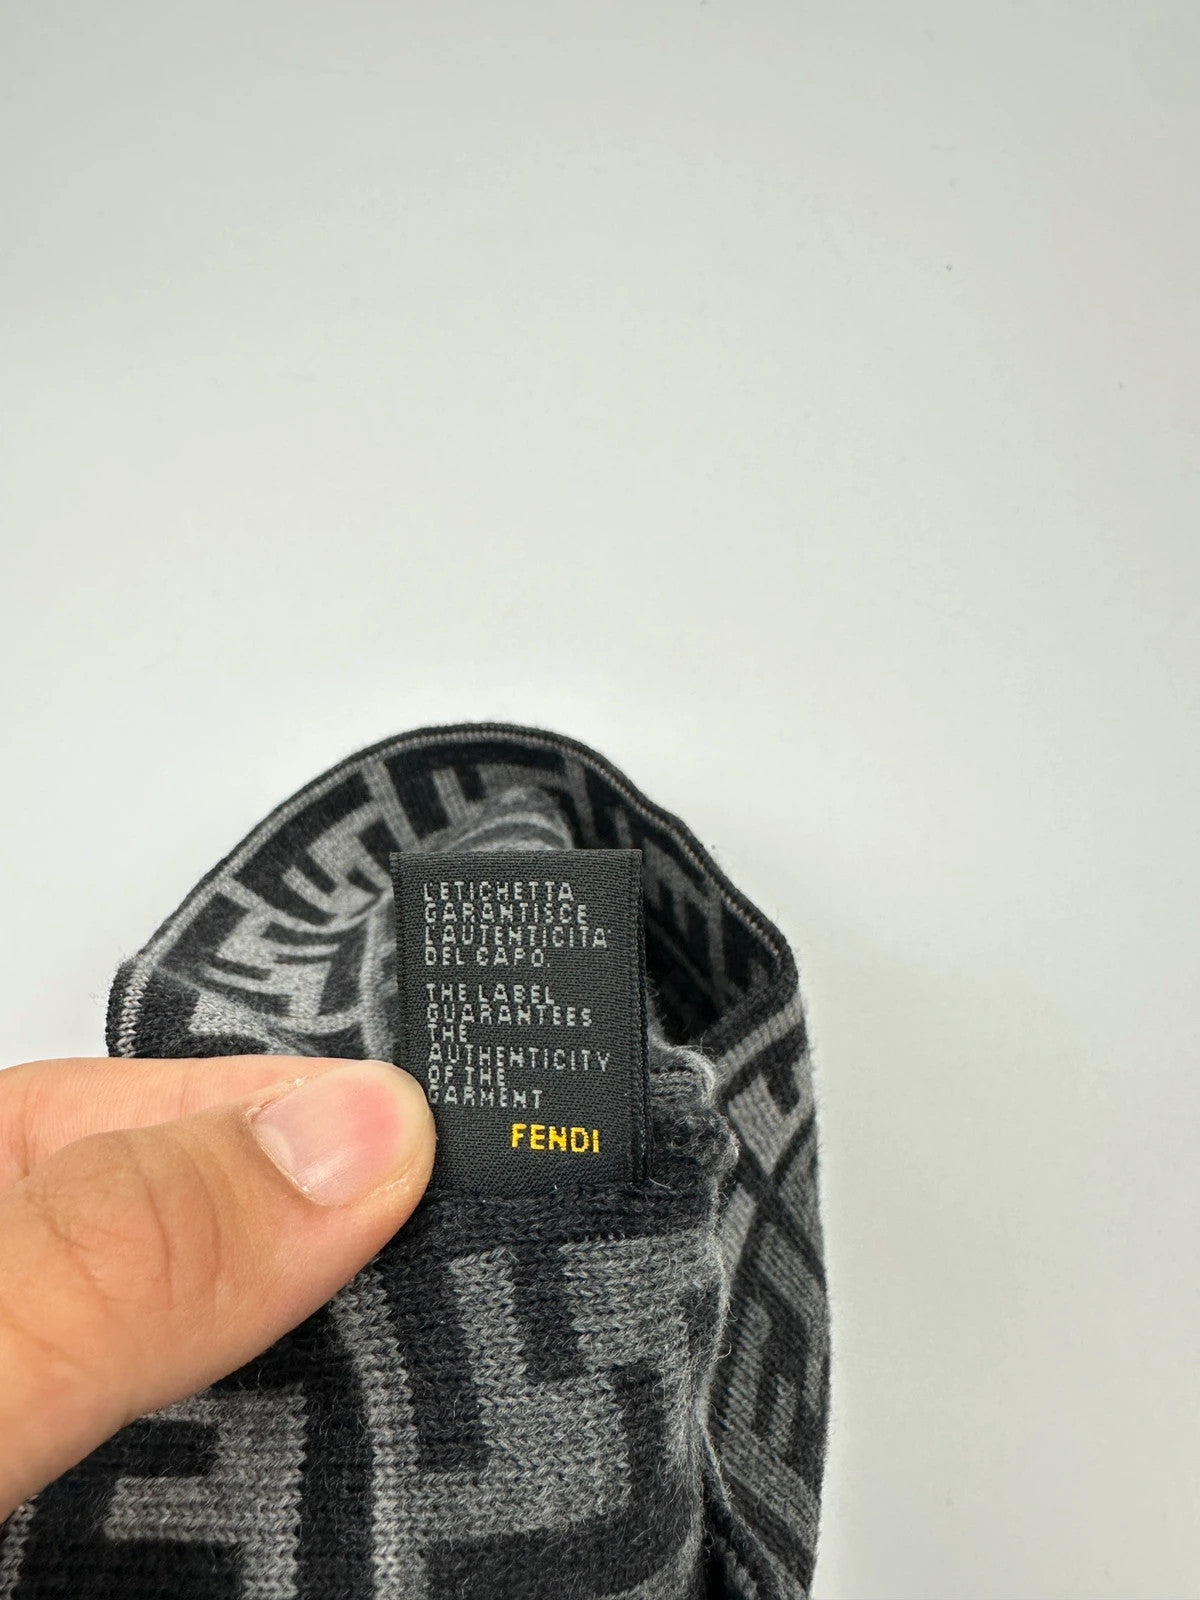 L'ETICHETTA
GARANTISCE
L'AUTENTICITA'
DEL CAPO.
THE LABEL
GUARANTEES
THE
AUTHENTICITY
OF THE
GARMENT
FENDI